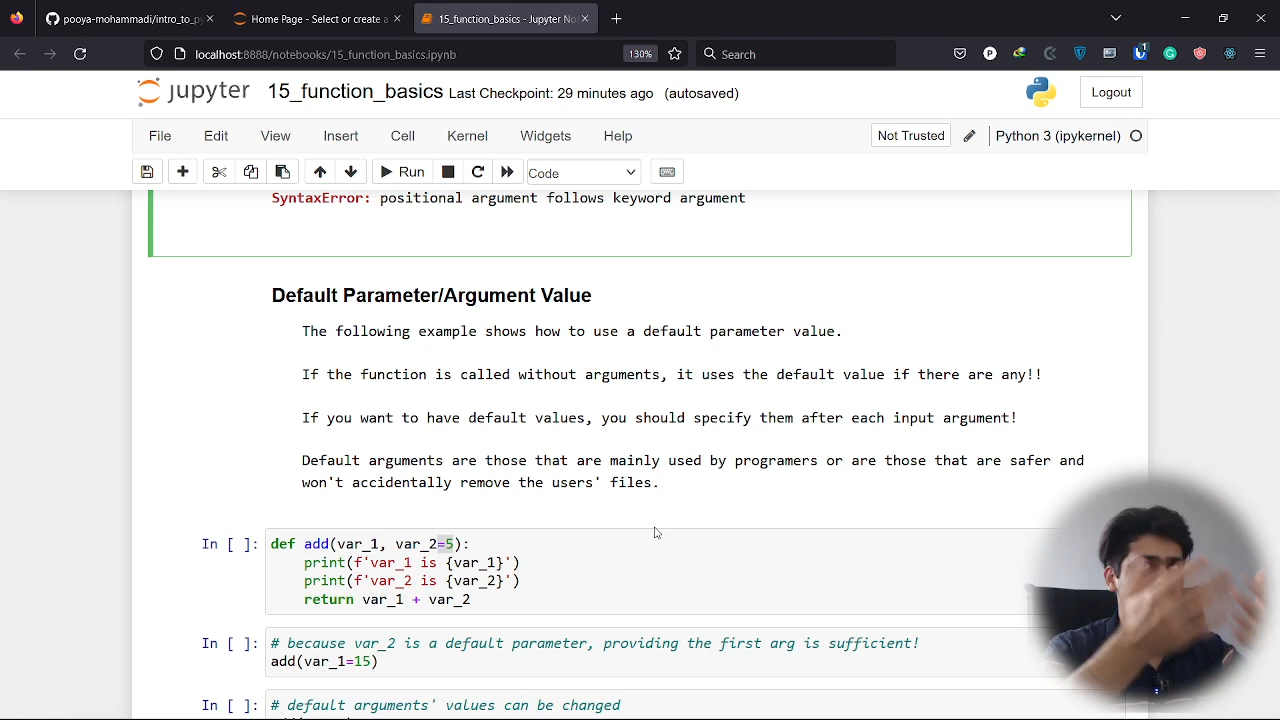 pooya-mohammadi/intro_to_py
Home Page - Select or create a
15_function_basics - Jupyter No
localhost:8888/notebooks/15_function_basics.ipynb
130%
Search
1
jupyter 15_function_basics Last Checkpoint: 29 minutes ago (autosaved)
Logout
File Edit View Insert Cell Kernel Widgets Help
Not Trusted
Python 3 (ipykernel)
Run
Code
SyntaxError: positional argument follows keyword argument
Default Parameter/Argument Value
The following example shows how to use a default parameter value.
If the function is called without arguments, it uses the default value if there are any!!
If you want to have default values, you should specify them after each input argument!
Default arguments are those that are mainly used by programers or are those that are safer and
won't accidentally remove the users' files.
In [ ]: def add(var_1, var_2=5):
print(f'var_1 is {var_1}')
print(f'var_2 is {var_2}')
return var_1 + var_2
In [ ]: # because var_2 is a default parameter, providing the first arg is sufficient!
add(var_1=15)
In [ ]: # default arguments' values can be changed